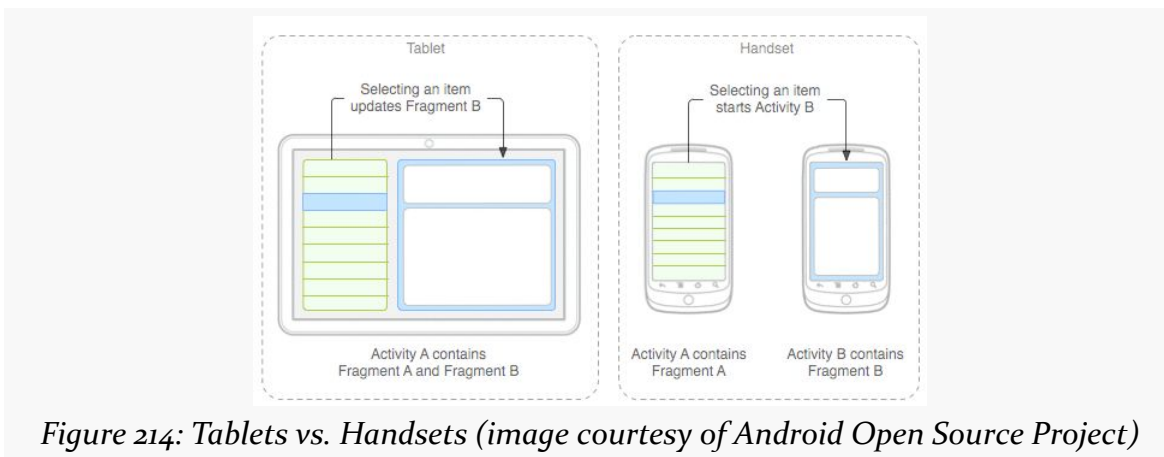 Tablet
Selecting an item
updates Fragment B
Activity A contains
Fragment A and Fragment B
Handset
Selecting an item
starts Activity B
Activity A contains
Fragment A
Activity B contains
Fragment B
Figure 214: Tablets vs. Handsets (image courtesy of Android Open Source Project)